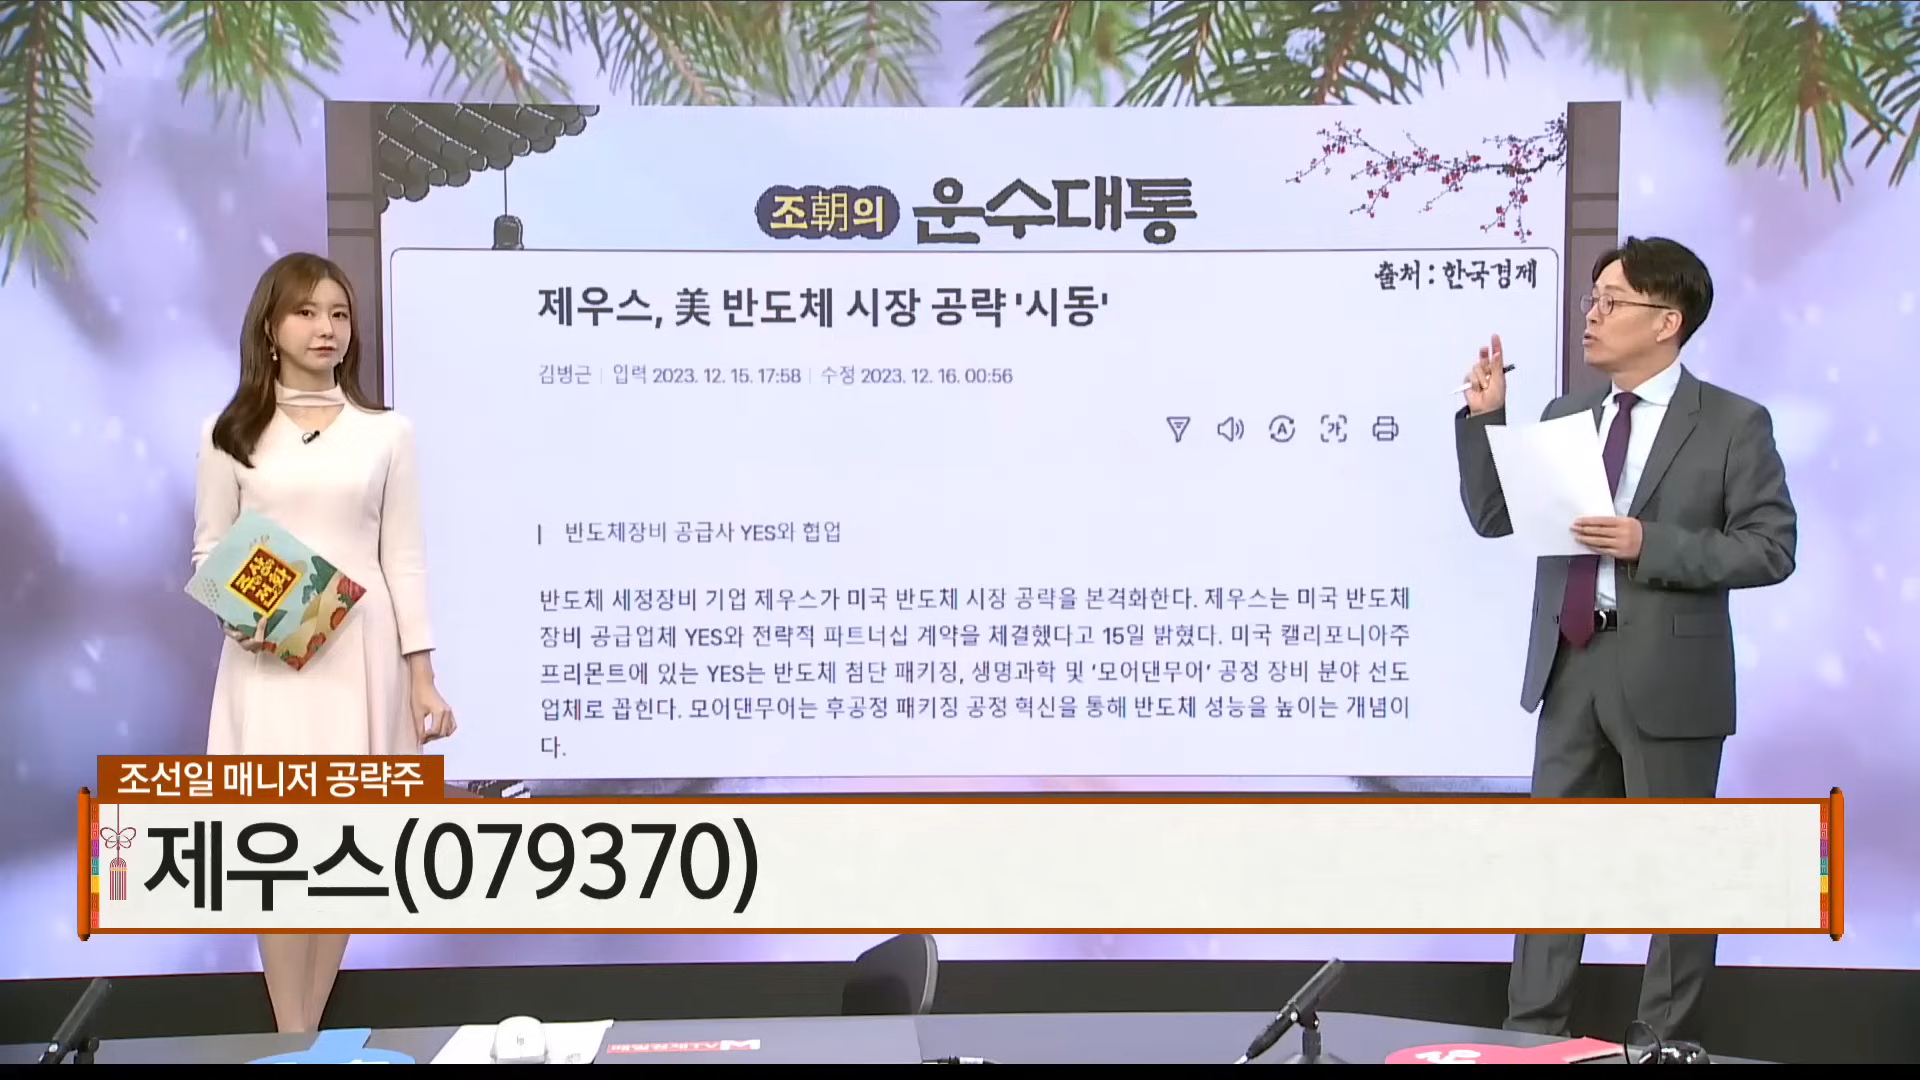 조朝의 운수대통
출처 : 한국경제
제우스, 美 반도체 시장 공략 '시동'
김병근 | 입력 2023. 12. 15. 17:58 | 수정 2023. 12. 16. 00:56
가
| 반도체장비 공급사 YES와 협업
반도체 세정장비 기업 제우스가 미국 반도체 시장 공략을 본격화한다. 제우스는 미국 반도체
장비 공급업체 YES와 전략적 파트너십 계약을 체결했다고 15일 밝혔다. 미국 캘리포니아주
프리몬트에 있는 YES는 반도체 첨단 패키징, 생명과학 및 ‘모어댄무어’ 공정 장비 분야 선도
업체로 꼽힌다. 모어댄무어는 후공정 패키징 공정 혁신을 통해 반도체 성능을 높이는 개념이
다.
조선일 매니저 공략주
제우스(079370)